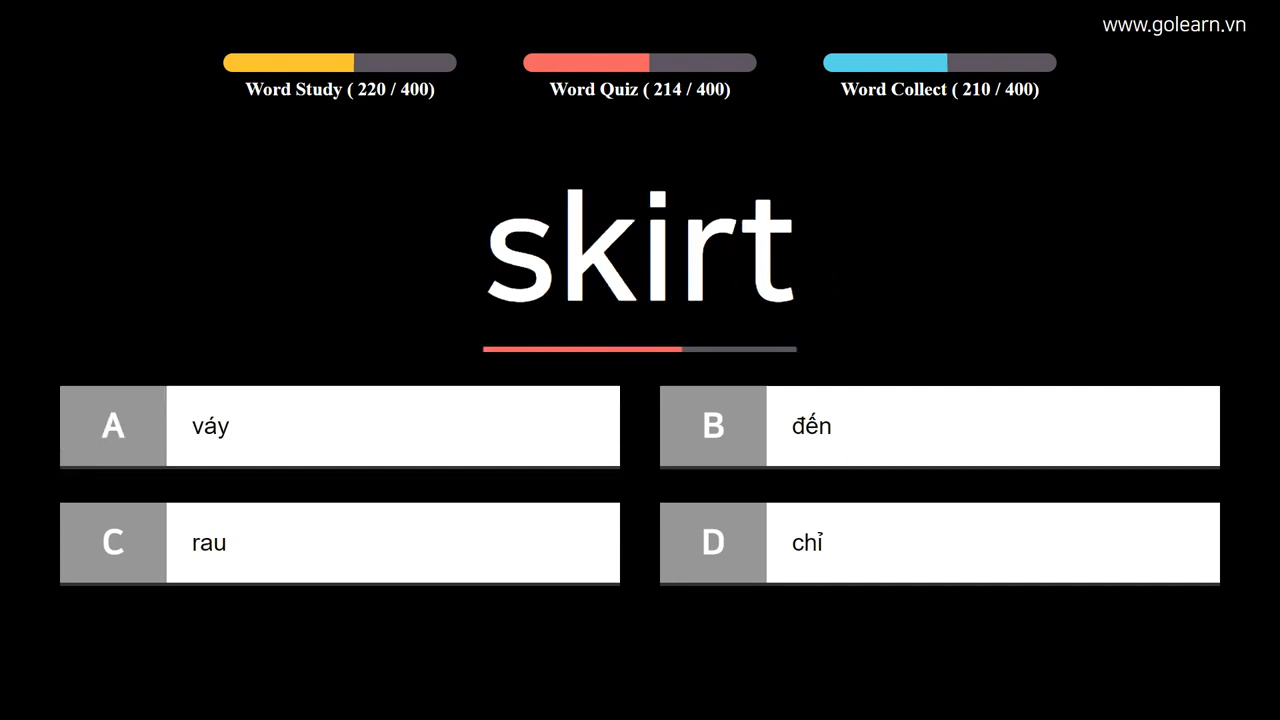 www.golearn.vn
Word Study ( 220 / 400)
Word Quiz ( 214 / 400)
Word Collect ( 210 / 400)
skirt
A váy
B đến
C rau
D chỉ